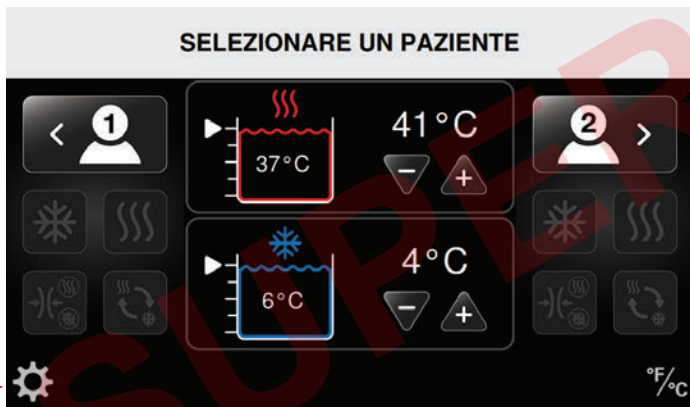 SELEZIONARE UN PAZIENTE
1
37°C
41°C
− +
2
6°C
4°C
− +
°F/°C
SUPER